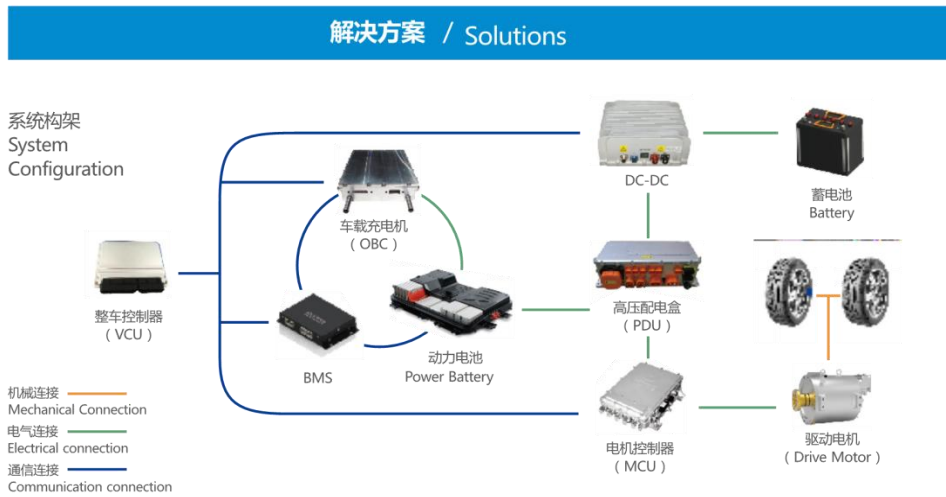 解决方案 / Solutions
系统构架
System
Configuration
DC-DC
蓄电池
Battery
车载充电机
（OBC）
整车控制器
（VCU）
高压配电盒
（PDU）
BMS
动力电池
Power Battery
电机控制器
（MCU）
驱动电机
（Drive Motor）
机械连接
Mechanical Connection
电气连接
Electrical connection
通信连接
Communication connection